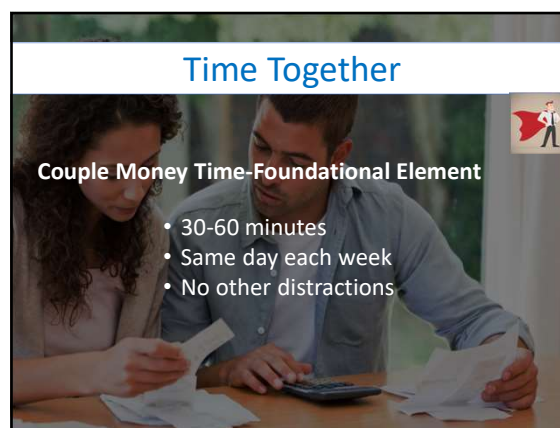 Time Together
Couple Money Time-Foundational Element
• 30-60 minutes
• Same day each week
• No other distractions